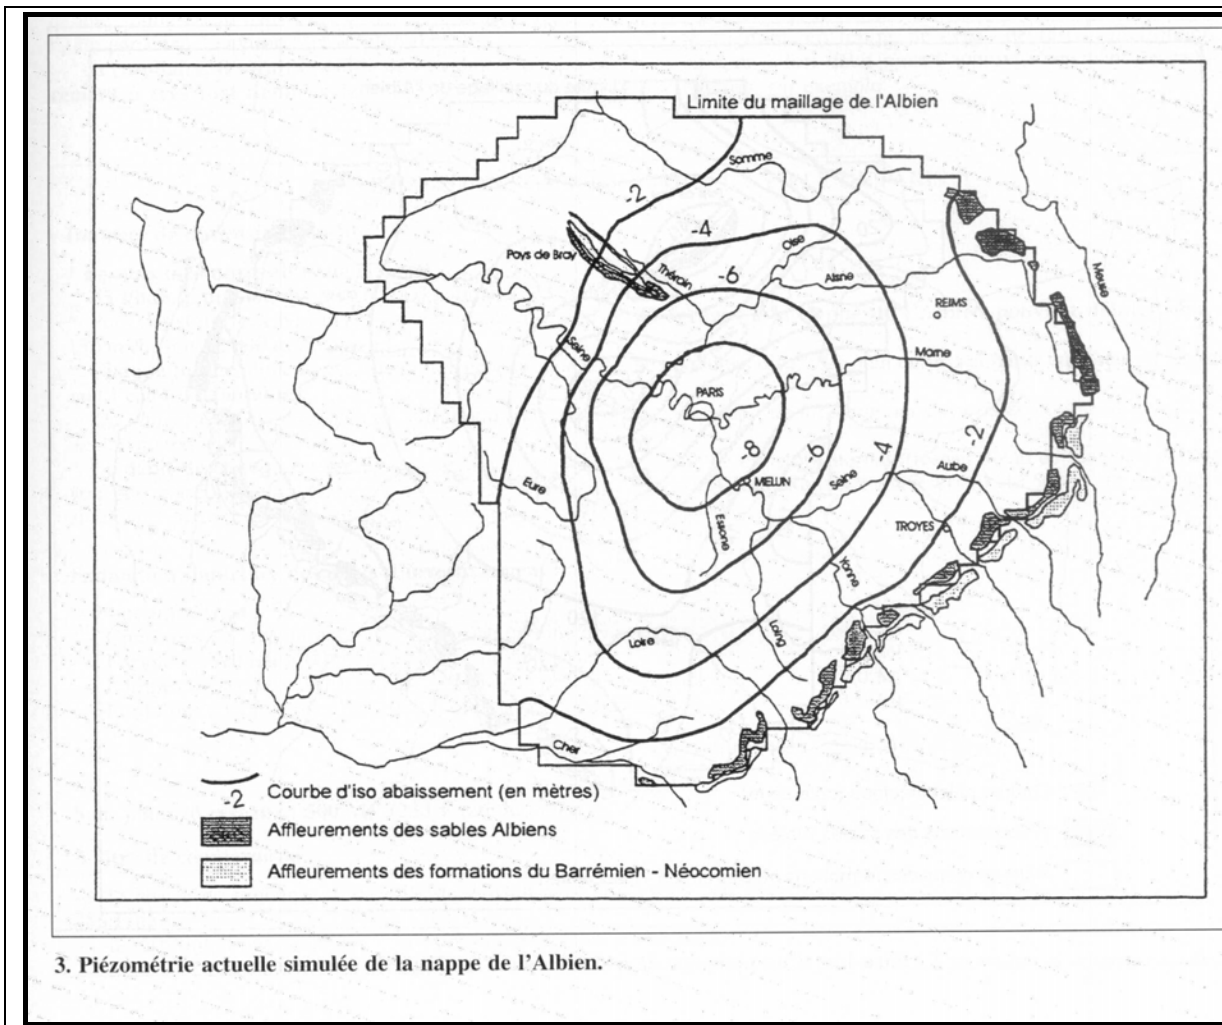 Limite du maillage de l'Albien
Somme
-2
-4
Oise
Pays de Bray
Thérain
-6
Aisne
Meuse
REIMS
Seine
Marne
PARIS
-8
-6
-4
-2
Eure
MELUN
Seine
Aube
Essone
TROYES
Yonne
Loire
Loing
Cher
-2
Courbe d'iso abaissement (en mètres)
Affleurements des sables Albiens
Affleurements des formations du Barrémien - Néocomien
3. Piézométrie actuelle simulée de la nappe de l'Albien.